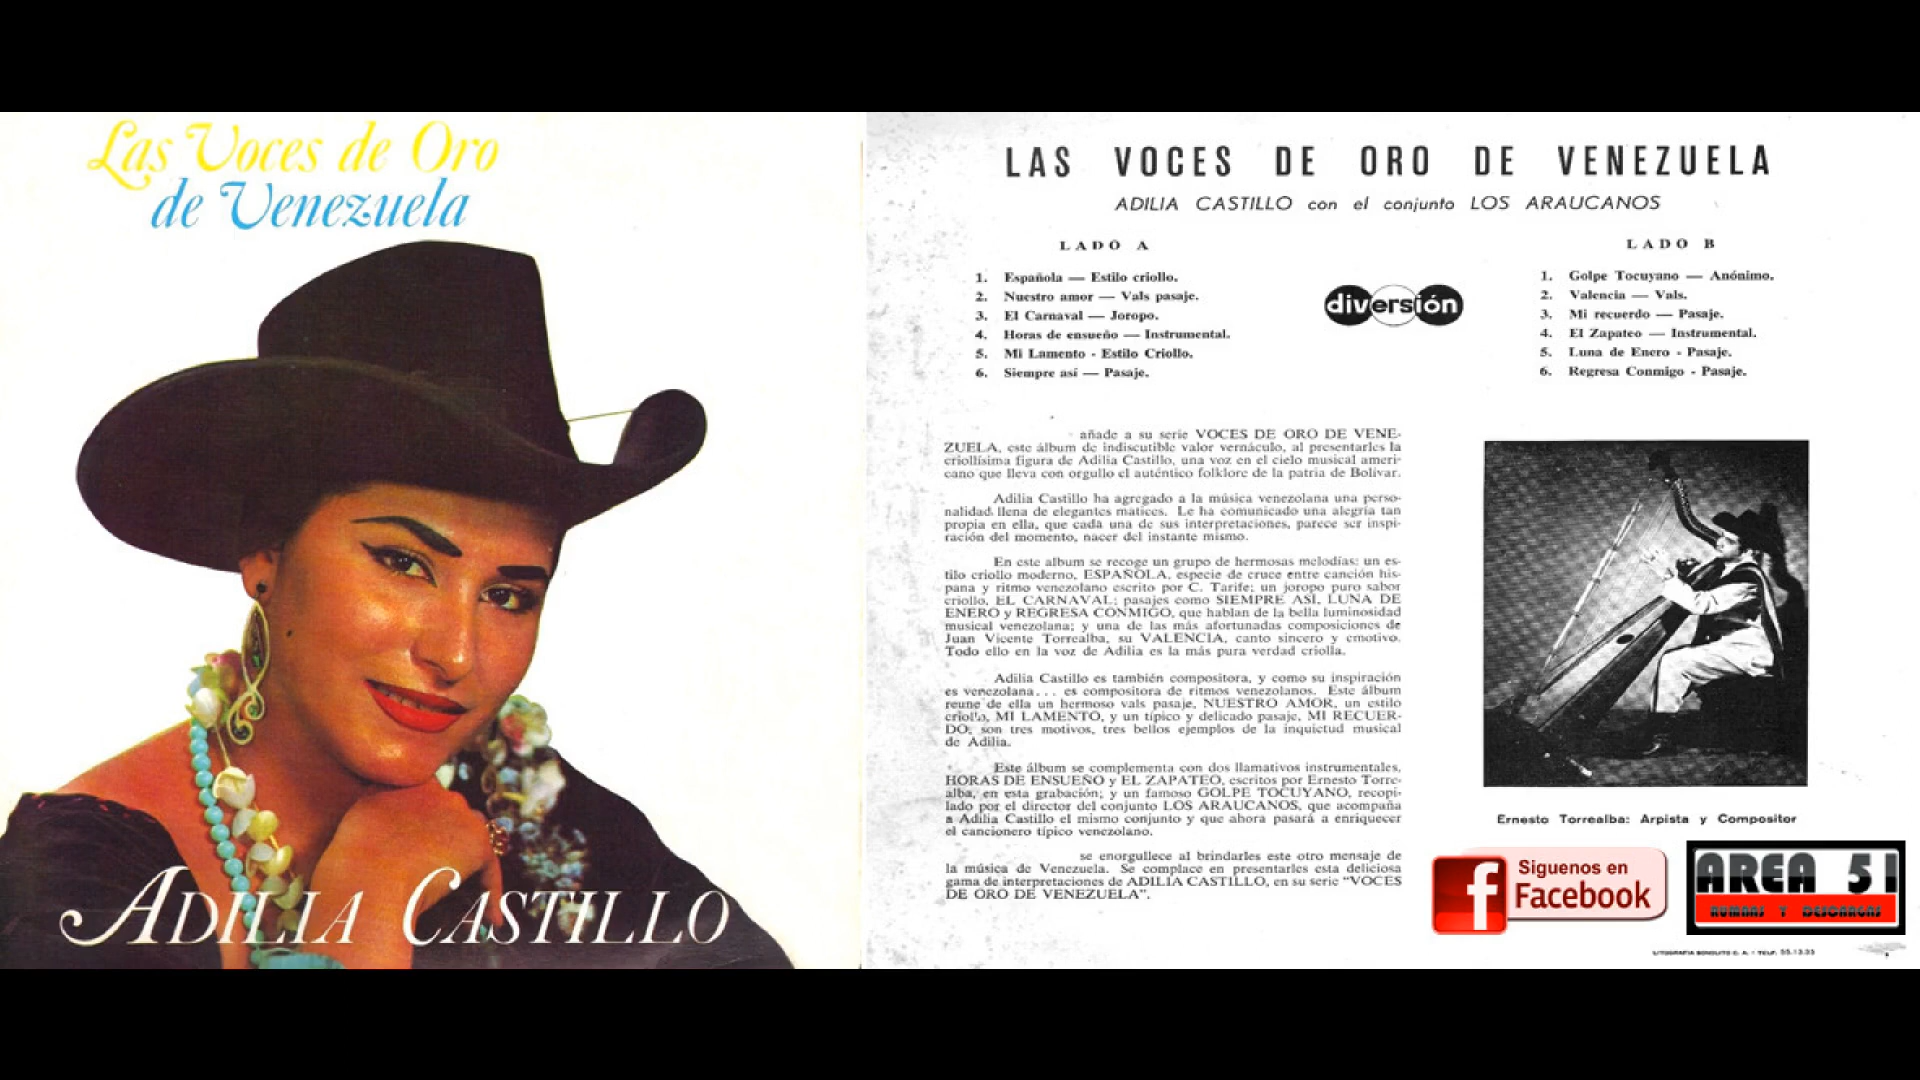 Las Voces de Oro
de Venezuela
ADILIA CASTILLO
LAS VOCES DE ORO DE VENEZUELA
ADILIA CASTILLO con el conjunto LOS ARAUCANOS
LADO A
1. Española — Estilo criollo.
2. Nuestro amor — Vals pasaje.
3. El Carnaval — Joropo.
4. Horas de ensueño — Instrumental.
5. Mi Lamento - Estilo Criollo.
6. Siempre así — Pasaje.
diversión
LADO B
1. Golpe Tocuyano — Anónimo.
2. Valencia — Vals.
3. Mi recuerdo — Pasaje.
4. El Zapateo — Instrumental.
5. Luna de Enero - Pasaje.
6. Regresa Conmigo - Pasaje.
añade a su serie VOCES DE ORO DE VENE-
ZUELA, este álbum de indiscutible valor vernáculo, al presentarles la
criollísima figura de Adilia Castillo, una voz en el cielo musical ameri-
cano que lleva con orgullo el auténtico folklore de la patria de Bolívar.
Adilia Castillo ha agregado a la música venezolana una perso-
nalidad llena de elegantes matices. Le ha comunicado una alegría tan
propia en ella, que cada una de sus interpretaciones, parece ser inspi-
ración del momento, nacer del instante mismo.
En este album se recoge un grupo de hermosas melodías: un es-
tilo criollo moderno, ESPAÑOLA, especie de cruce entre canción his-
pana y ritmo venezolano escrito por C. Tarife; un joropo puro sabor
criollo, EL CARNAVAL; pasajes como SIEMPRE ASI, LUNA DE
ENERO y REGRESA CONMIGO, que hablan de la bella luminosidad
musical venezolana; y una de las más afortunadas composiciones de
Juan Vicente Torrealba, su VALENCIA, canto sincero y emotivo.
Todo ello en la voz de Adilia es la más pura verdad criolla.
Adilia Castillo es también compositora, y como su inspiración
es venezolana... es compositora de ritmos venezolanos. Este álbum
reune de ella un hermoso vals pasaje, NUESTRO AMOR, un estilo
criollo, MI LAMENTO, y un típico y delicado pasaje, MI RECUER-
DO, son tres motivos, tres bellos ejemplos de la inquietud musical
de Adilia.
Este álbum se complementa con dos llamativos instrumentales,
HORAS DE ENSUEÑO y EL ZAPATEO, escritos por Ernesto Torre-
alba, en esta grabación; y un famoso GOLPE TOCUYANO, recopi-
lado por el director del conjunto LOS ARAUCANOS, que acompaña
a Adilia Castillo el mismo conjunto y que ahora pasará a enriquecer
el cancionero típico venezolano.
se enorgullece al brindarles este otro mensaje de
la música de Venezuela. Se complace en presentarles esta deliciosa
gama de interpretaciones de ADILIA CASTILLO, en su serie "VOCES
DE ORO DE VENEZUELA".
Ernesto Torrealba: Arpista y Compositor
f Siguenos en
Facebook
AREA 51
RUMBAS Y DESCARGAS
LITOGRAFIA SONOLITO C. A. - TELF. 55.13.35